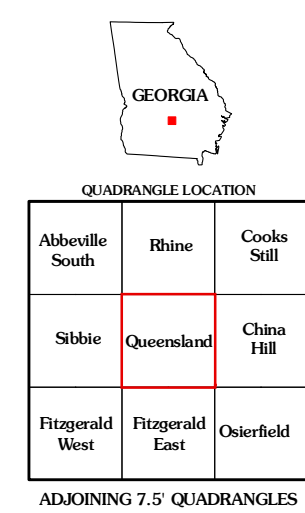 GEORGIA
QUADRANGLE LOCATION
Abbeville
South
Rhine
Cooks
Still
Sibbie
Queensland
China
Hill
Fitzgerald
West
Fitzgerald
East
Osierfield
ADJOINING 7.5' QUADRANGLES